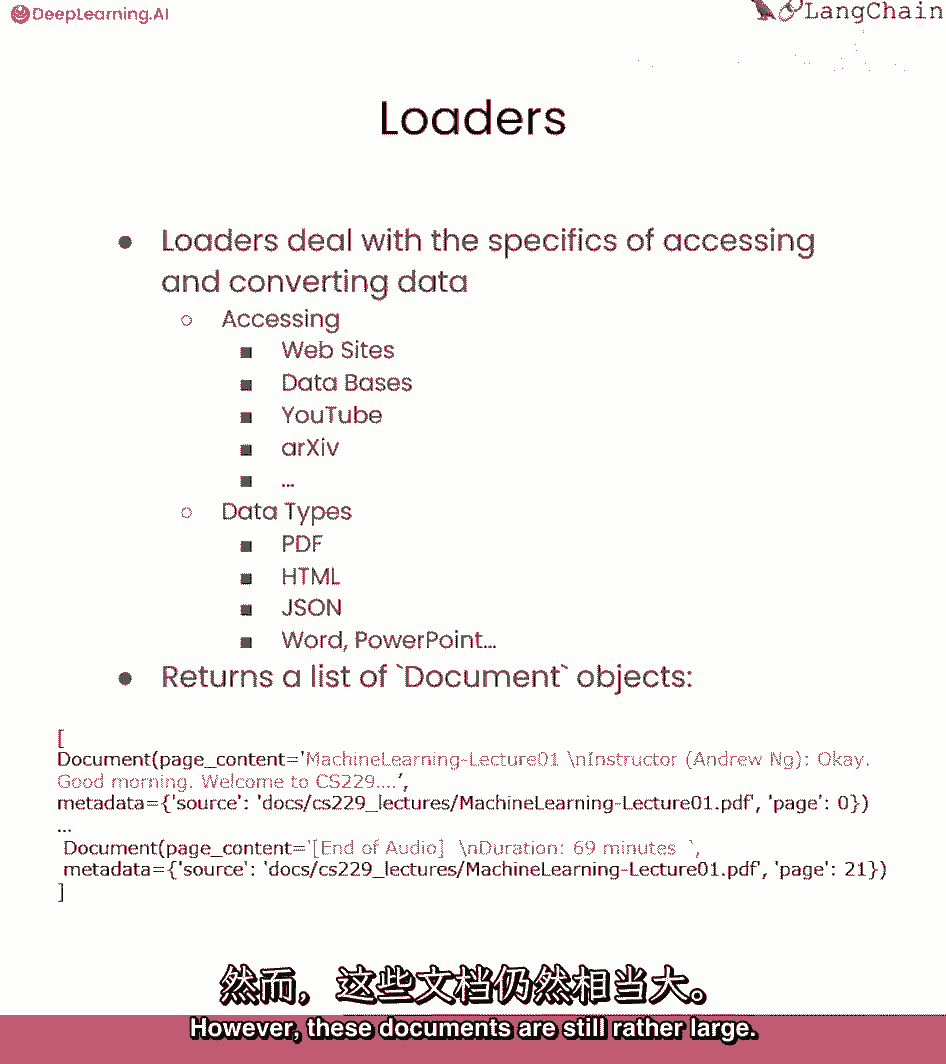 DeepLearning.AI
LangChain
Loaders
● Loaders deal with the specifics of accessing
and converting data
○ Accessing
■ Web Sites
■ Data Bases
■ YouTube
■ arXiv
■ ...
○ Data Types
■ PDF
■ HTML
■ JSON
■ Word, PowerPoint...
● Returns a list of `Document` objects:
[
Document(page_content='MachineLearning-Lecture01 \nInstructor (Andrew Ng): Okay.
Good morning. Welcome to CS229....',
metadata={'source': 'docs/cs229_lectures/MachineLearning-Lecture01.pdf', 'page': 0})
...
Document(page_content='[End of Audio] \nDuration: 69 minutes `,
metadata={'source': 'docs/cs229_lectures/MachineLearning-Lecture01.pdf', 'page': 21})
]
然而，这些文档仍然相当大。
However, these documents are still rather large.